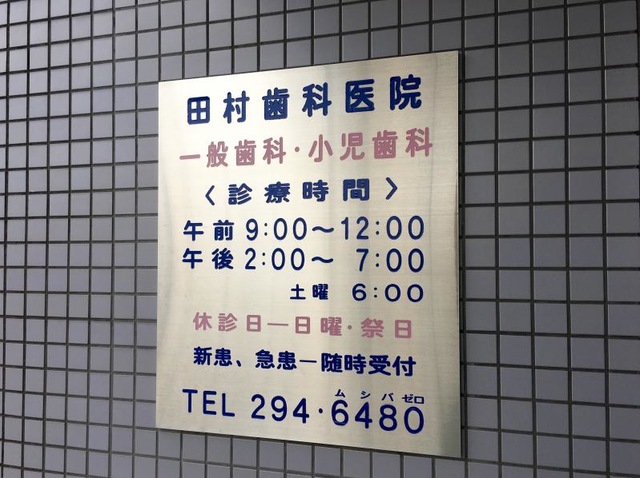 田村歯科医院
一般歯科・小児歯科
〈診療時間〉
午前 9:00〜12:00
午後 2:00〜 7:00
土曜 6:00
休診日―日曜・祭日
新患、急患―随時受付
ムシバゼロ
TEL 294・6480